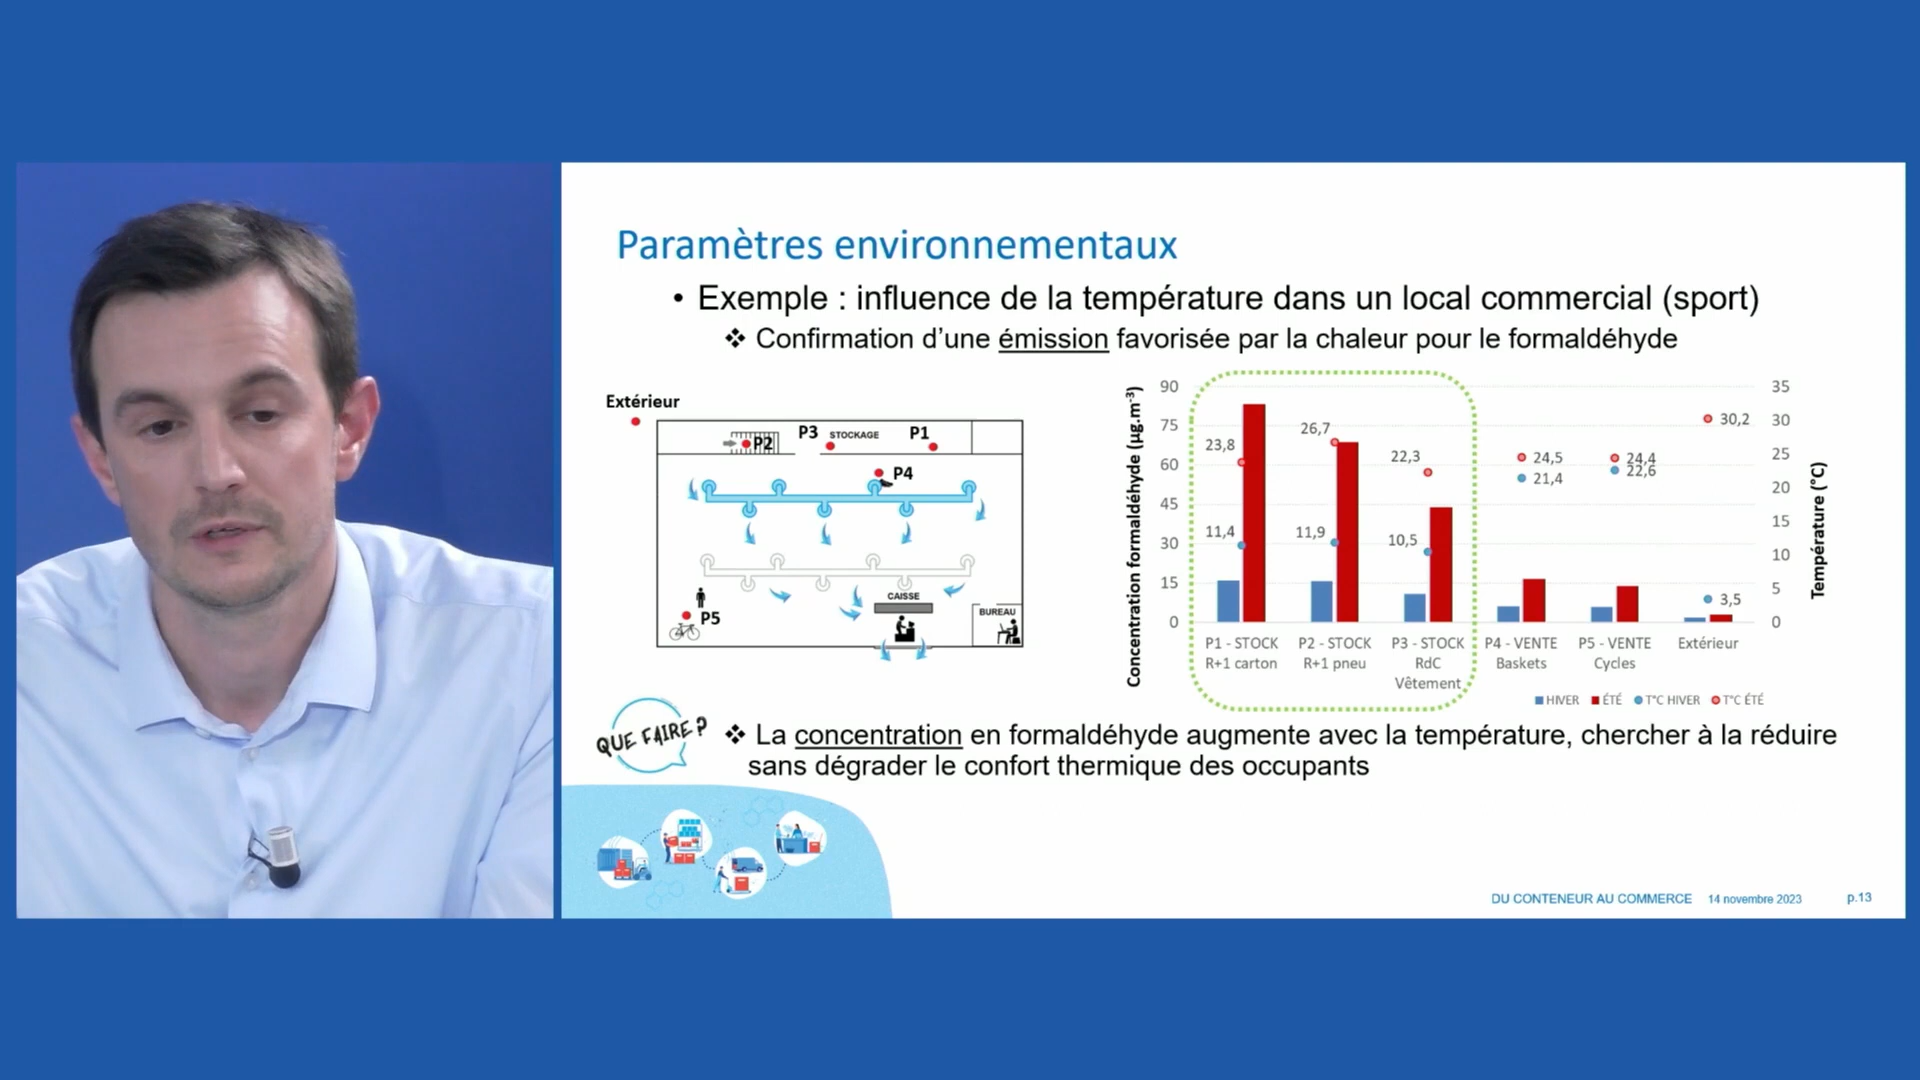 Paramètres environnementaux
• Exemple : influence de la température dans un local commercial (sport)
❖ Confirmation d’une émission favorisée par la chaleur pour le formaldéhyde
Extérieur
P2
P3
STOCKAGE
P1
P4
CAISSE
P5
BUREAU
Concentration formaldéhyde (µg.m⁻³)
90
75
60
45
30
15
0
23,8
11,4
26,7
11,9
22,3
10,5
24,5
21,4
24,4
22,6
30,2
3,5
35
30
25
20
15
10
5
0
Température (°C)
P1 - STOCK
R+1 carton
P2 - STOCK
R+1 pneu
P3 - STOCK
RdC
Vêtement
P4 - VENTE
Baskets
P5 - VENTE
Cycles
Extérieur
HIVER ÉTÉ T°C HIVER T°C ÉTÉ
QUE FAIRE ?
❖ La concentration en formaldéhyde augmente avec la température, chercher à la réduire
sans dégrader le confort thermique des occupants
DU CONTENEUR AU COMMERCE 14 novembre 2023 p.13